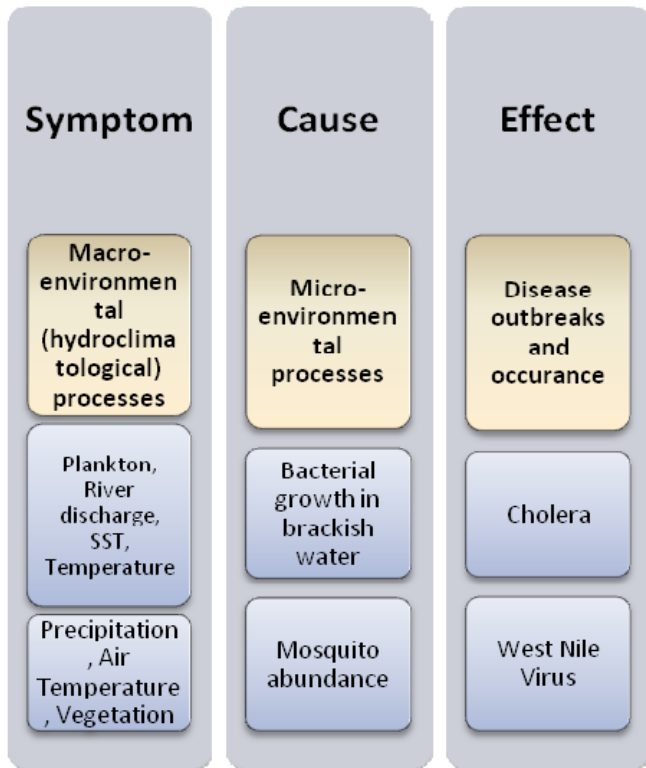 Symptom
Macro-
environmen
tal
(hydroclima
tological)
processes
Plankton,
River
discharge,
SST,
Temperature
Precipitation
, Air
Temperature
, Vegetation
Cause
Micro-
environmen
tal
processes
Bacterial
growth in
brackish
water
Mosquito
abundance
Effect
Disease
outbreaks
and
occurance
Cholera
West Nile
Virus